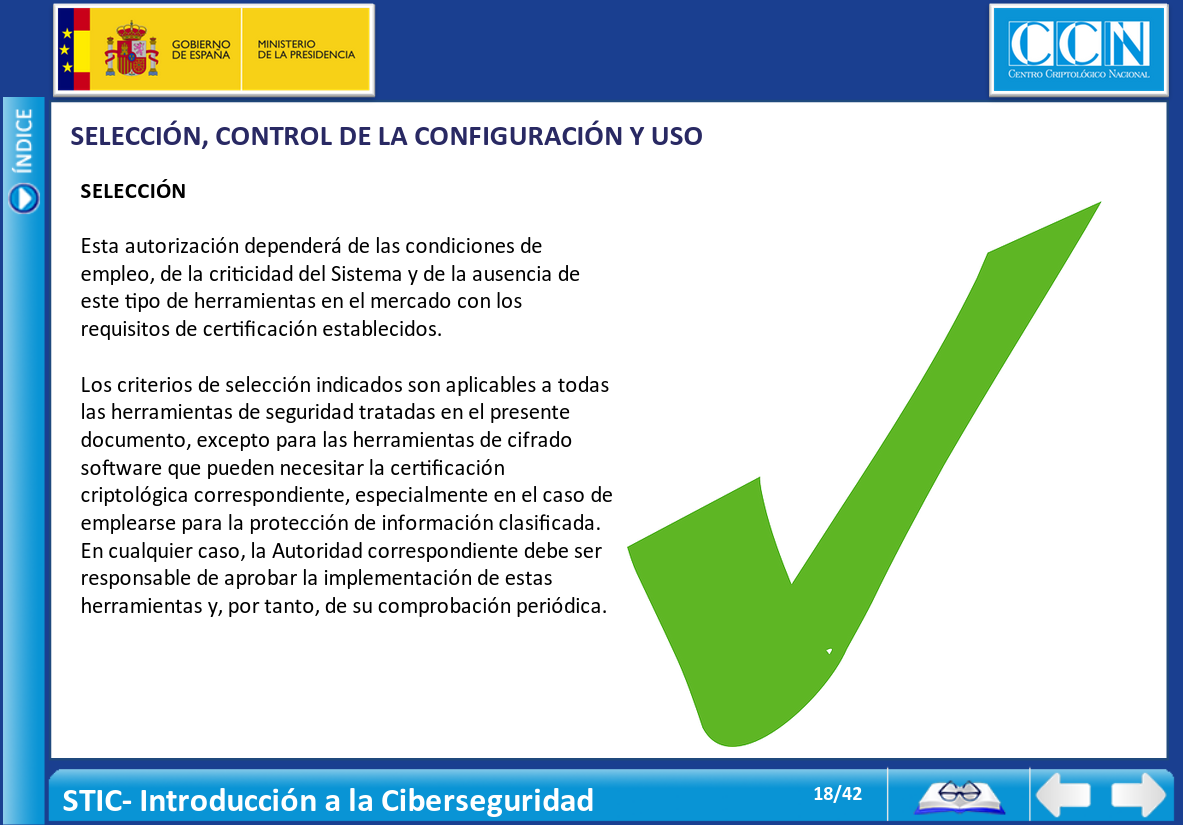 GOBIERNO
DE ESPAÑA
MINISTERIO
DE LA PRESIDENCIA
CCN
CENTRO CRIPTOLÓGICO NACIONAL
ÍNDICE
SELECCIÓN, CONTROL DE LA CONFIGURACIÓN Y USO
SELECCIÓN
Esta autorización dependerá de las condiciones de
empleo, de la criticidad del Sistema y de la ausencia de
este tipo de herramientas en el mercado con los
requisitos de certificación establecidos.
Los criterios de selección indicados son aplicables a todas
las herramientas de seguridad tratadas en el presente
documento, excepto para las herramientas de cifrado
software que pueden necesitar la certificación
criptológica correspondiente, especialmente en el caso de
emplearse para la protección de información clasificada.
En cualquier caso, la Autoridad correspondiente debe ser
responsable de aprobar la implementación de estas
herramientas y, por tanto, de su comprobación periódica.
STIC- Introducción a la Ciberseguridad
18/42